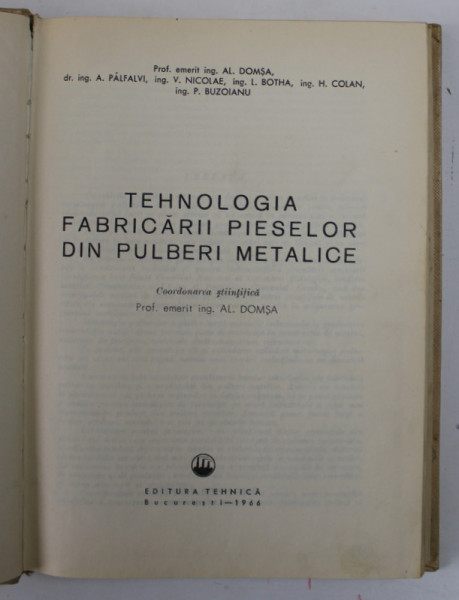 Prof. emerit ing. AL. DOMȘA,
dr. ing. A. PÁLFALVI, ing. V. NICOLAE, ing. L. BOTHA, ing. H. COLAN,
ing. P. BUZOIANU
TEHNOLOGIA
FABRICĂRII PIESELOR
DIN PULBERI METALICE
Coordonarea științifică
Prof. emerit ing. AL. DOMȘA
EDITURA TEHNICĂ
București—1966